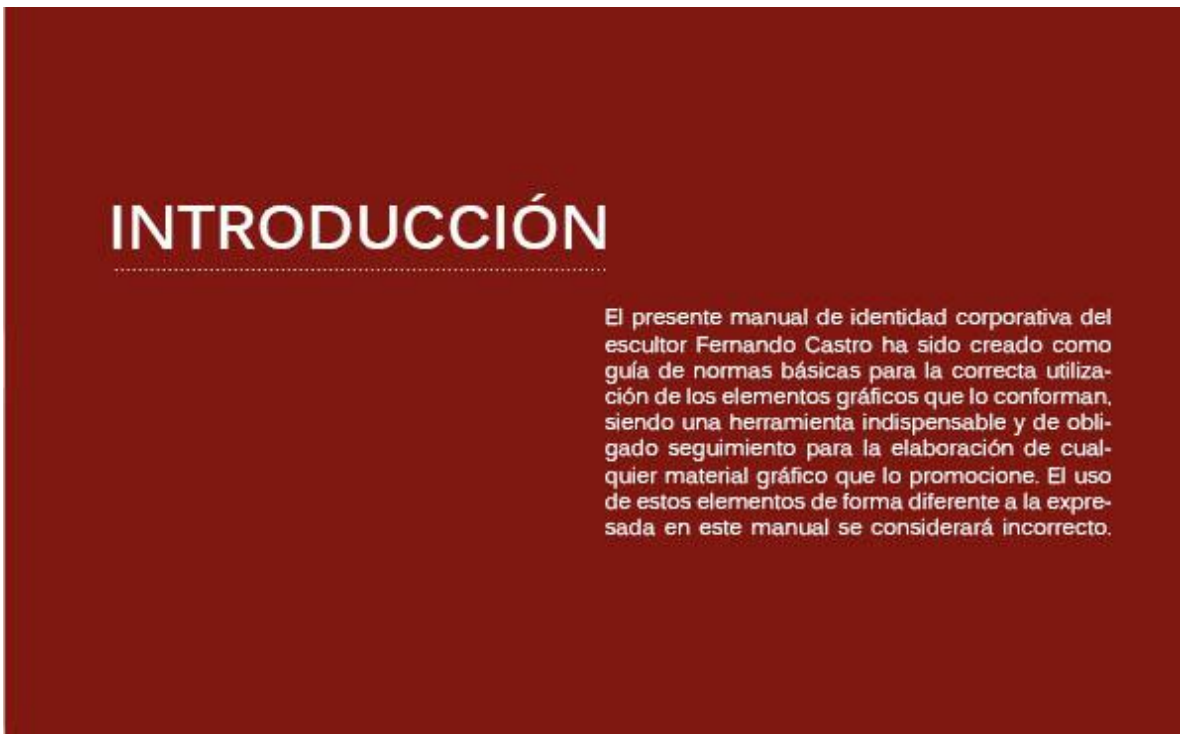 INTRODUCCIÓN
El presente manual de identidad corporativa del
escultor Fernando Castro ha sido creado como
guía de normas básicas para la correcta utiliza-
ción de los elementos gráficos que lo conforman,
siendo una herramienta indispensable y de obli-
gado seguimiento para la elaboración de cual-
quier material gráfico que lo promocione. El uso
de estos elementos de forma diferente a la expre-
sada en este manual se considerará incorrecto.